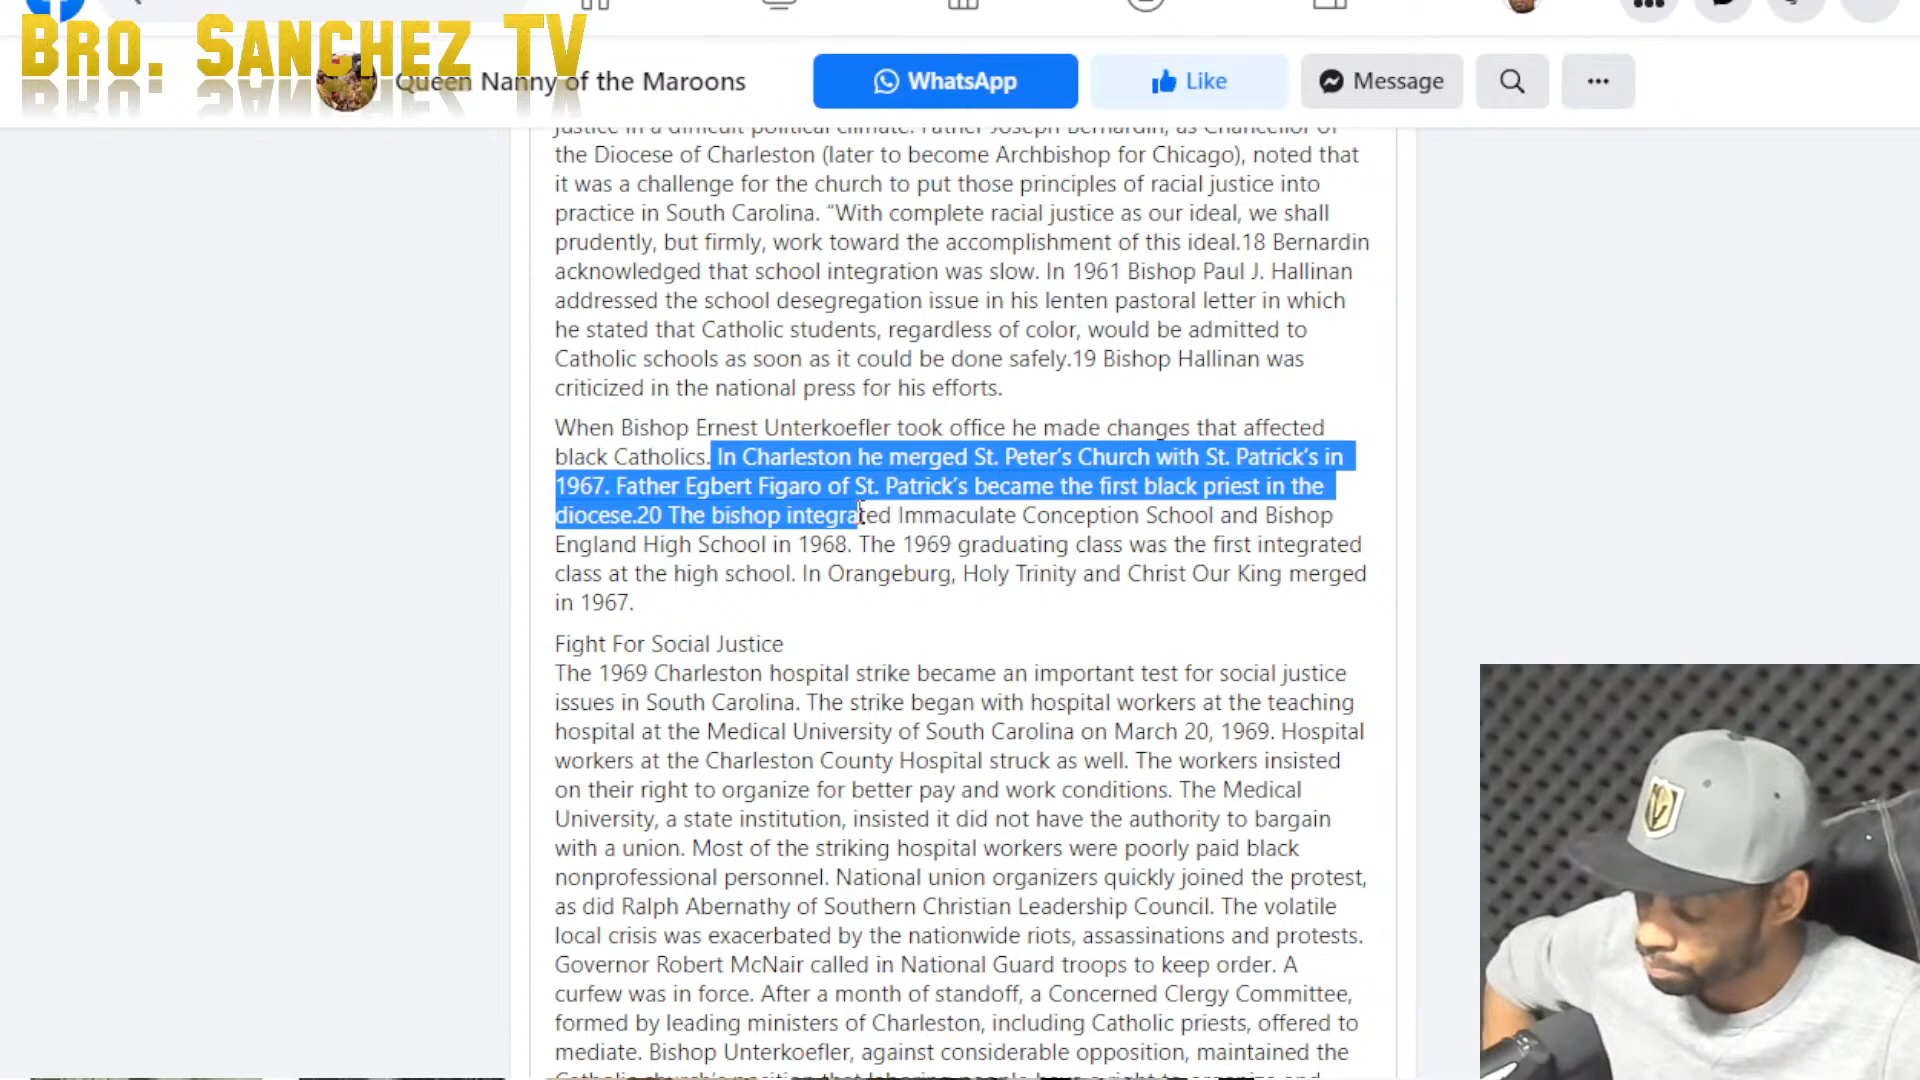 BRO. SANCHEZ TV
Queen Nanny of the Maroons
WhatsApp
Like
Message
justice in a difficult political climate. Father Joseph Bernardin, as Chancellor of
the Diocese of Charleston (later to become Archbishop for Chicago), noted that
it was a challenge for the church to put those principles of racial justice into
practice in South Carolina. “With complete racial justice as our ideal, we shall
prudently, but firmly, work toward the accomplishment of this ideal.18 Bernardin
acknowledged that school integration was slow. In 1961 Bishop Paul J. Hallinan
addressed the school desegregation issue in his lenten pastoral letter in which
he stated that Catholic students, regardless of color, would be admitted to
Catholic schools as soon as it could be done safely.19 Bishop Hallinan was
criticized in the national press for his efforts.
When Bishop Ernest Unterkoefler took office he made changes that affected
black Catholics. In Charleston he merged St. Peter’s Church with St. Patrick’s in
1967. Father Egbert Figaro of St. Patrick’s became the first black priest in the
diocese.20 The bishop integrated Immaculate Conception School and Bishop
England High School in 1968. The 1969 graduating class was the first integrated
class at the high school. In Orangeburg, Holy Trinity and Christ Our King merged
in 1967.
Fight For Social Justice
The 1969 Charleston hospital strike became an important test for social justice
issues in South Carolina. The strike began with hospital workers at the teaching
hospital at the Medical University of South Carolina on March 20, 1969. Hospital
workers at the Charleston County Hospital struck as well. The workers insisted
on their right to organize for better pay and work conditions. The Medical
University, a state institution, insisted it did not have the authority to bargain
with a union. Most of the striking hospital workers were poorly paid black
nonprofessional personnel. National union organizers quickly joined the protest,
as did Ralph Abernathy of Southern Christian Leadership Council. The volatile
local crisis was exacerbated by the nationwide riots, assassinations and protests.
Governor Robert McNair called in National Guard troops to keep order. A
curfew was in force. After a month of standoff, a Concerned Clergy Committee,
formed by leading ministers of Charleston, including Catholic priests, offered to
mediate. Bishop Unterkoefler, against considerable opposition, maintained the